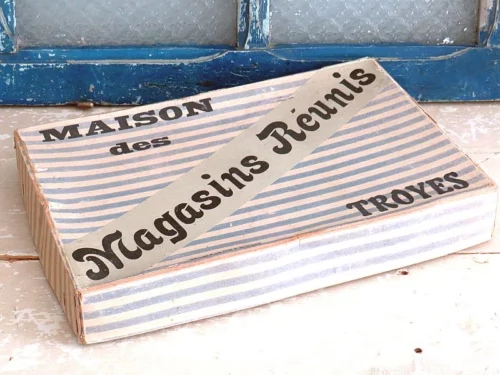 MAISON
des
Magasins Réunis
TROYES